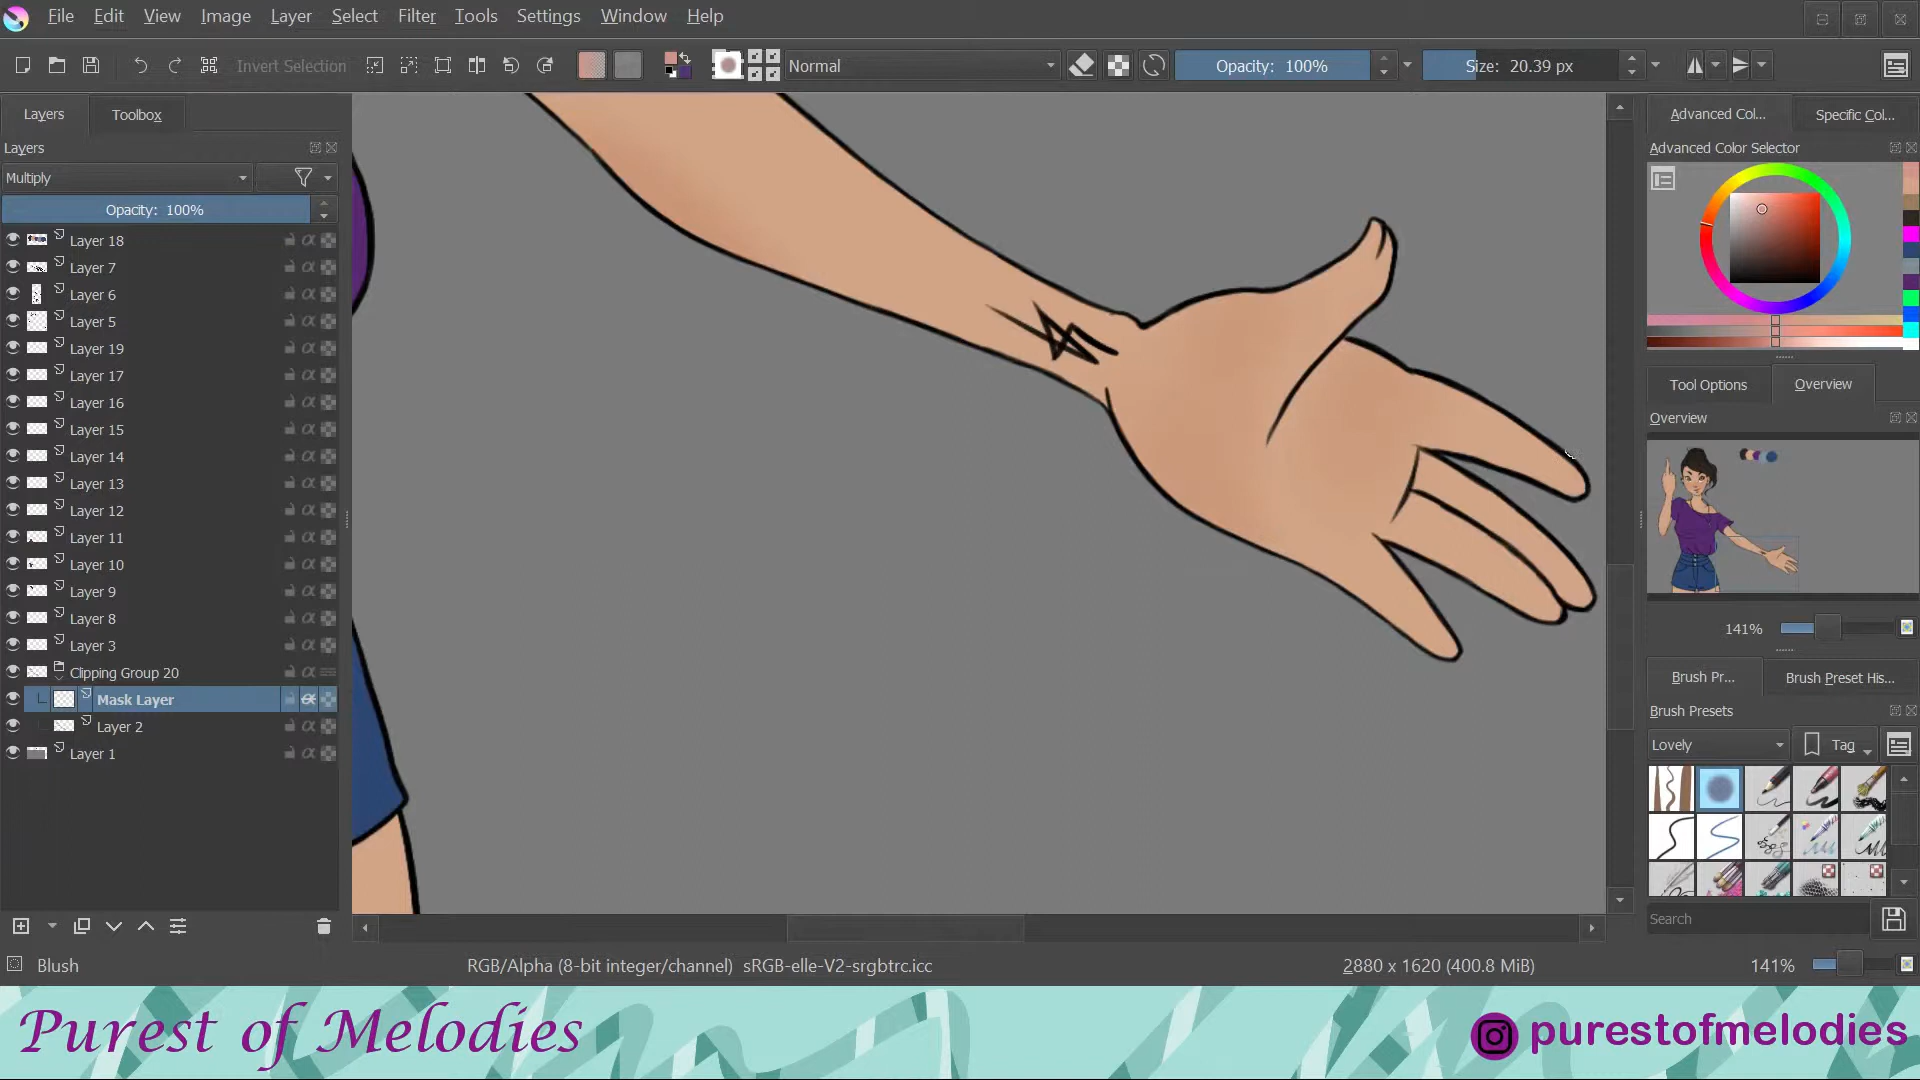 File Edit View Image Layer Select Filter Tools Settings Window Help
Invert Selection Normal Opacity: 100% Size: 20.39 px
Layers Toolbox
Layers
Multiply
Opacity: 100%
Layer 18
Layer 7
Layer 6
Layer 5
Layer 19
Layer 17
Layer 16
Layer 15
Layer 14
Layer 13
Layer 12
Layer 11
Layer 10
Layer 9
Layer 8
Layer 3
Clipping Group 20
Mask Layer
Layer 2
Layer 1
Advanced Col... Specific Col...
Advanced Color Selector
Tool Options Overview
Overview
141%
Brush Pr... Brush Preset His...
Brush Presets
Lovely Tag
Search
Blush RGB/Alpha (8-bit integer/channel) sRGB-elle-V2-srgbtrc.icc 2880 x 1620 (400.8 MiB) 141%
Purest of Melodies purestofmelodies